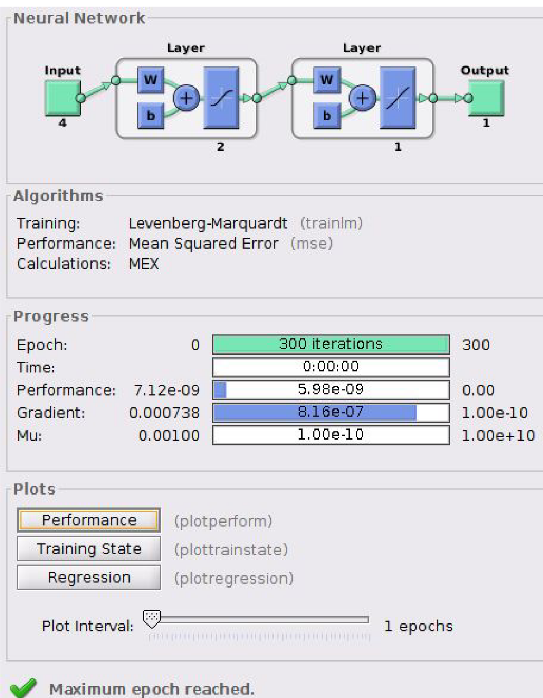 Neural Network
Layer Layer
Input Output
W W
b b
4 2 1 1
Algorithms
Training: Levenberg-Marquardt (trainlm)
Performance: Mean Squared Error (mse)
Calculations: MEX
Progress
Epoch: 0 300 iterations 300
Time: 0:00:00
Performance: 7.12e-09 5.98e-09 0.00
Gradient: 0.000738 8.16e-07 1.00e-10
Mu: 0.00100 1.00e-10 1.00e+10
Plots
Performance (plotperform)
Training State (plottrainstate)
Regression (plotregression)
Plot Interval: 1 epochs
Maximum epoch reached.